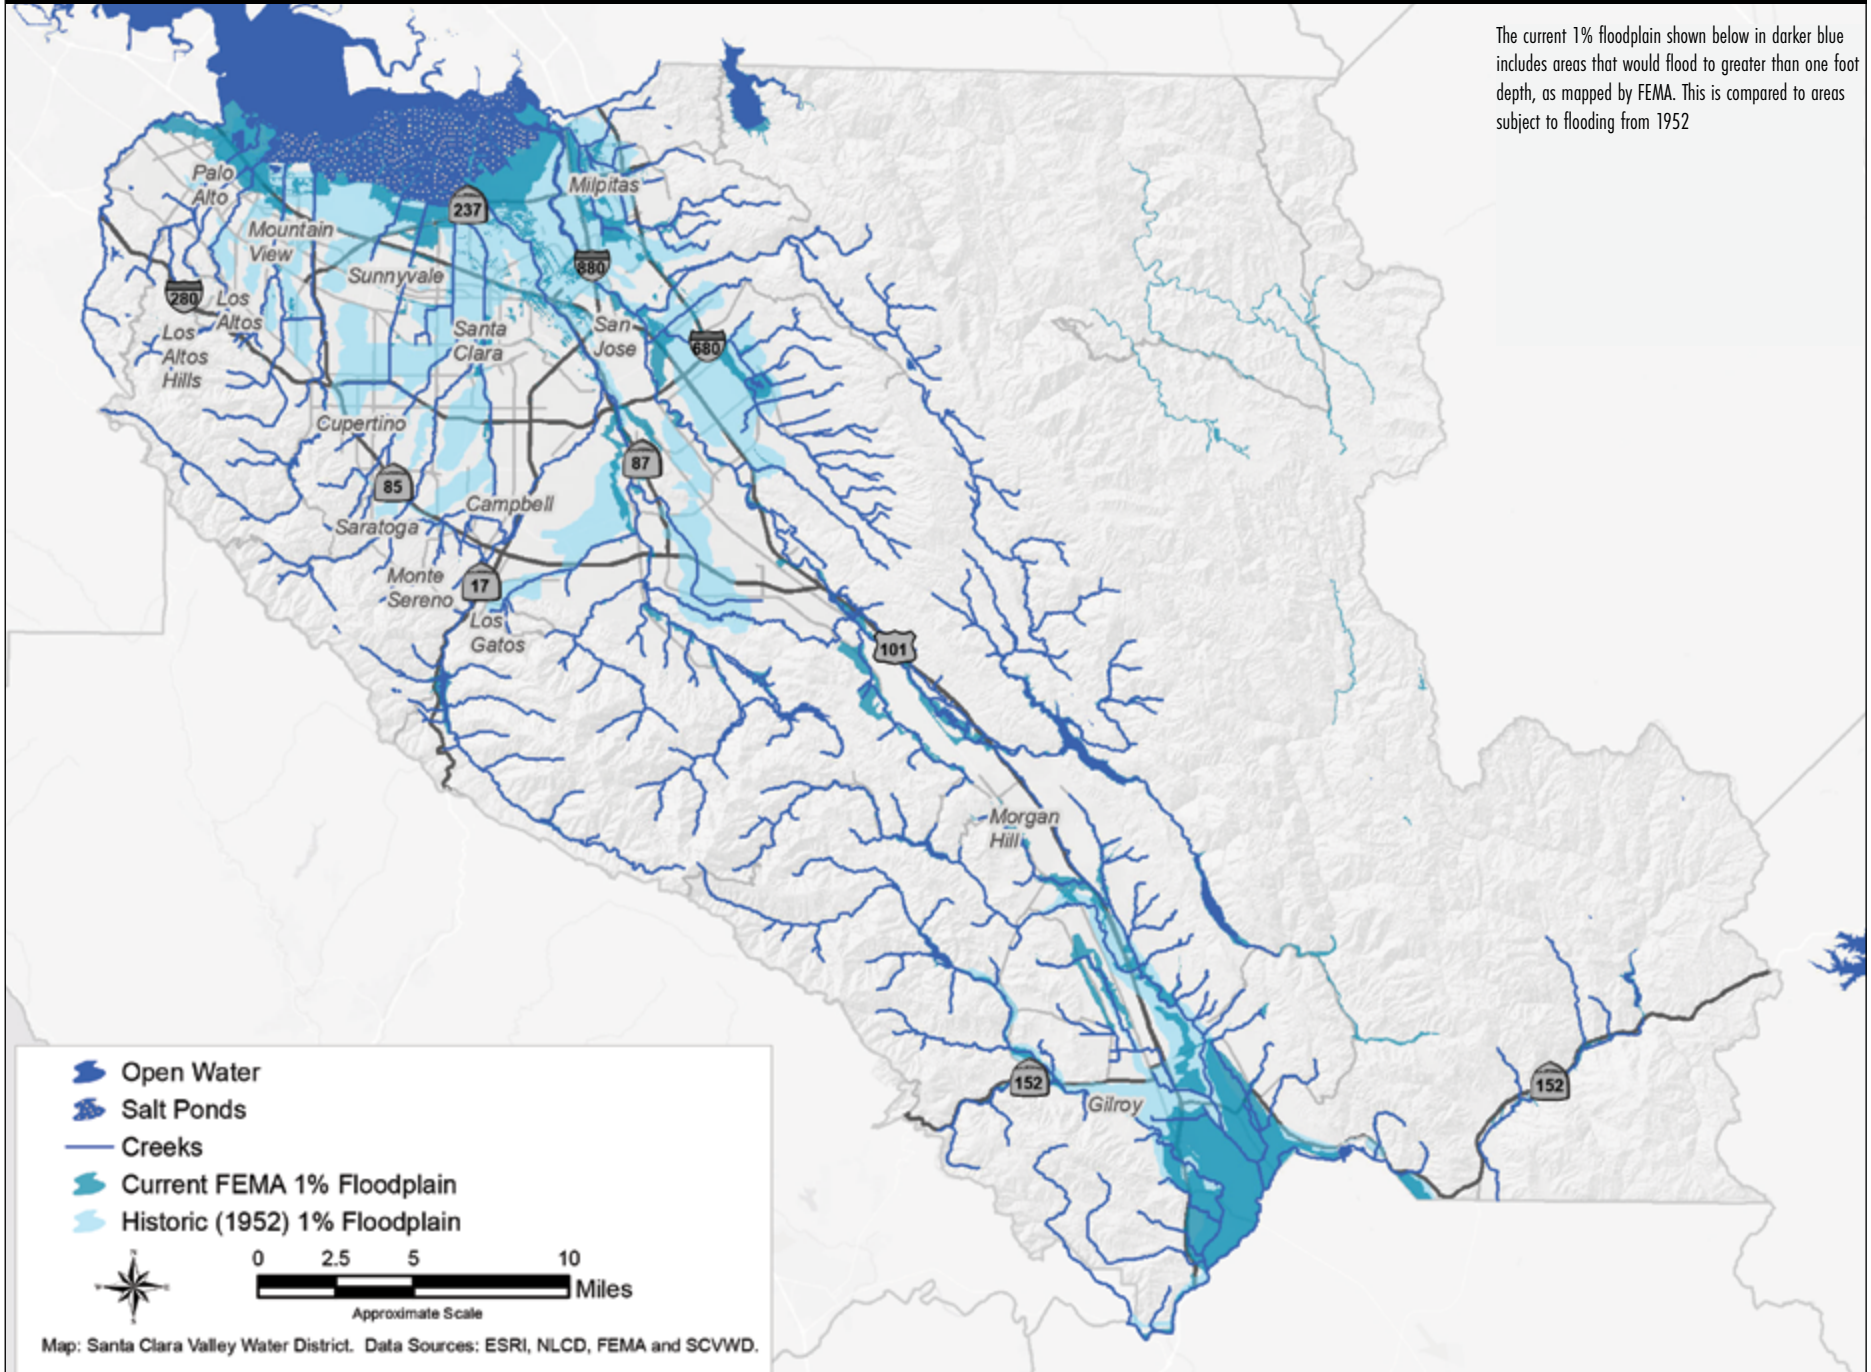 The current 1% floodplain shown below in darker blue
includes areas that would flood to greater than one foot
depth, as mapped by FEMA. This is compared to areas
subject to flooding from 1952
Palo
Alto
237
Milpitas
Mountain
View
Sunnyvale
880
280
Los
Altos
Los
Altos
Hills
Santa
Clara
San
Jose
680
Cupertino
87
85
Campbell
Saratoga
Monte
Sereno
17
Los
Gatos
101
Morgan
Hill
152
Gilroy
152
Open Water
Salt Ponds
Creeks
Current FEMA 1% Floodplain
Historic (1952) 1% Floodplain
N
0 2.5 5 10
Miles
Approximate Scale
Map: Santa Clara Valley Water District. Data Sources: ESRI, NLCD, FEMA and SCVWD.